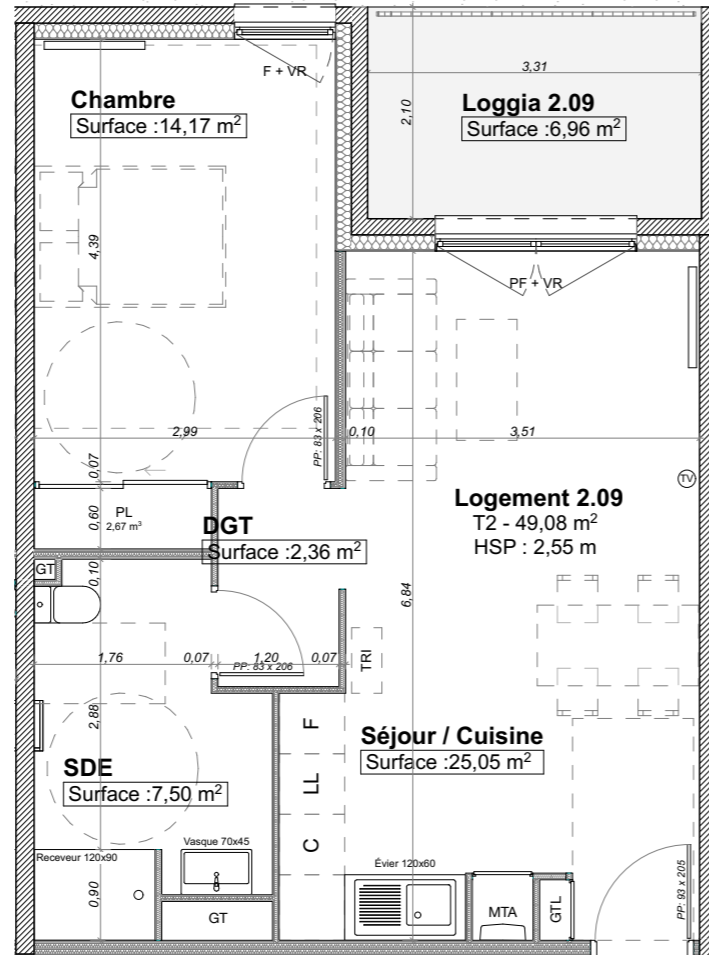 F + VR
Chambre
Surface :14,17 m²
3,31
2,10
Loggia 2.09
Surface :6,96 m²
4,39
PF + VR
PP: 83 x 206
2,99
0,10
3,51
0,07
TV
0,60
PL
2,67 m³
DGT
Surface :2,36 m²
Logement 2.09
T2 - 49,08 m²
HSP : 2,55 m
GT
0,10
6,84
1,76
0,07
1,20
0,07
PP: 83 x 206
TRI
2,88
F
Séjour / Cuisine
Surface :25,05 m²
SDE
Surface :7,50 m²
LL
C
Vasque 70x45
Receveur 120x90
Évier 120x60
0,90
GT
MTA
GTL
PP: 93 x 205